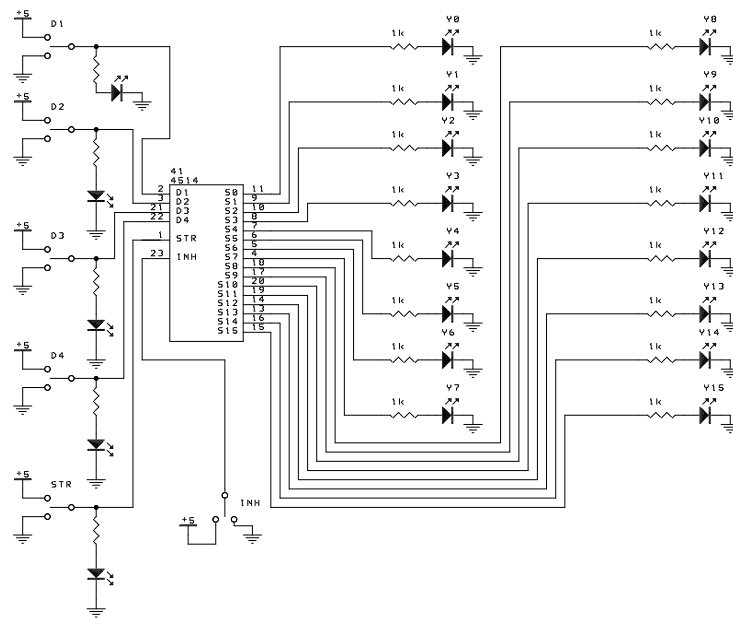 +5 D1
+5 D2
+5 D3
+5 D4
+5 STR
41
4514
2 D1
3 D2
21 D3
22 D4
1 STR
23 INH
S0 11
S1 9
S2 10
S3 8
S4 7
S5 6
S6 5
S7 4
S8 18
S9 17
S10 20
S11 19
S12 14
S13 13
S14 16
S15 15
+5 INH
1k Y0
1k Y1
1k Y2
1k Y3
1k Y4
1k Y5
1k Y6
1k Y7
1k Y8
1k Y9
1k Y10
1k Y11
1k Y12
1k Y13
1k Y14
1k Y15